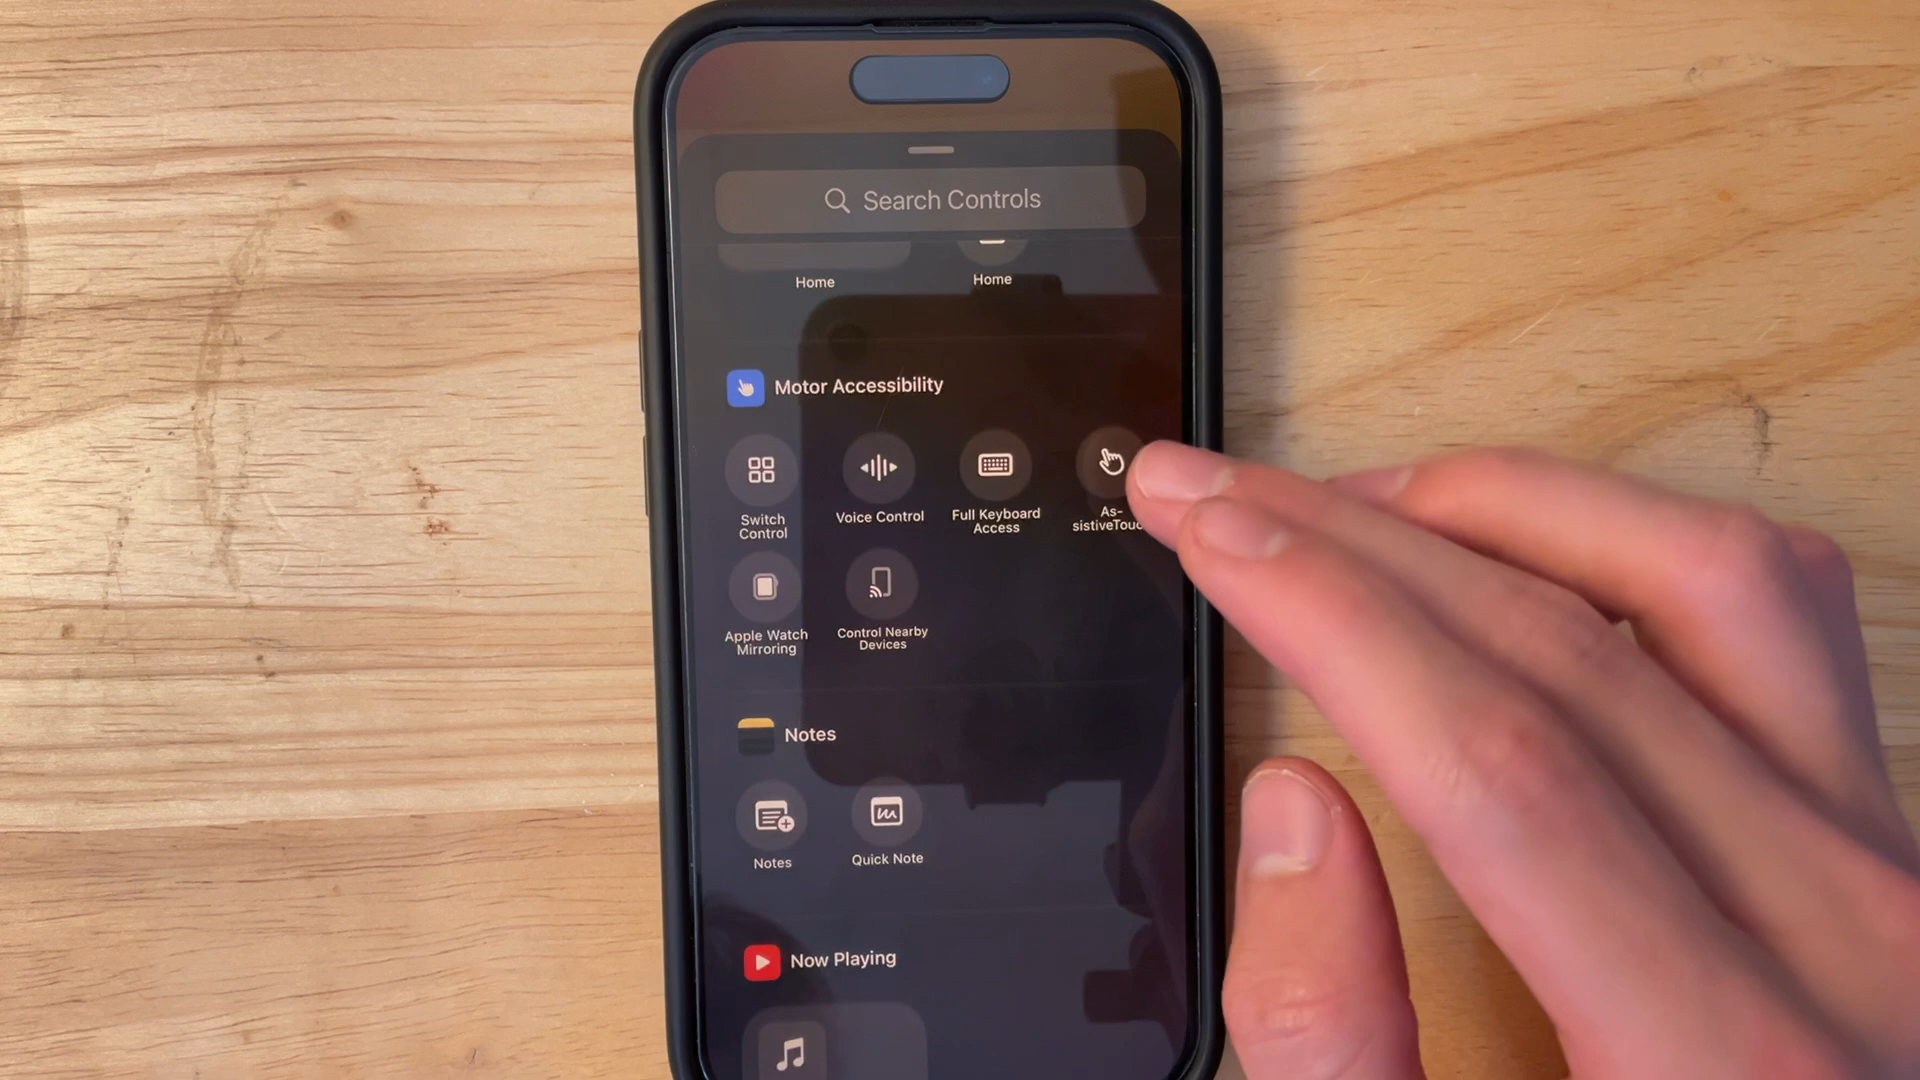 Search Controls
Home
Home
Motor Accessibility
Switch
Control
Voice Control
Full Keyboard
Access
As-
sistiveTouc
Apple Watch
Mirroring
Control Nearby
Devices
Notes
Notes
Quick Note
Now Playing